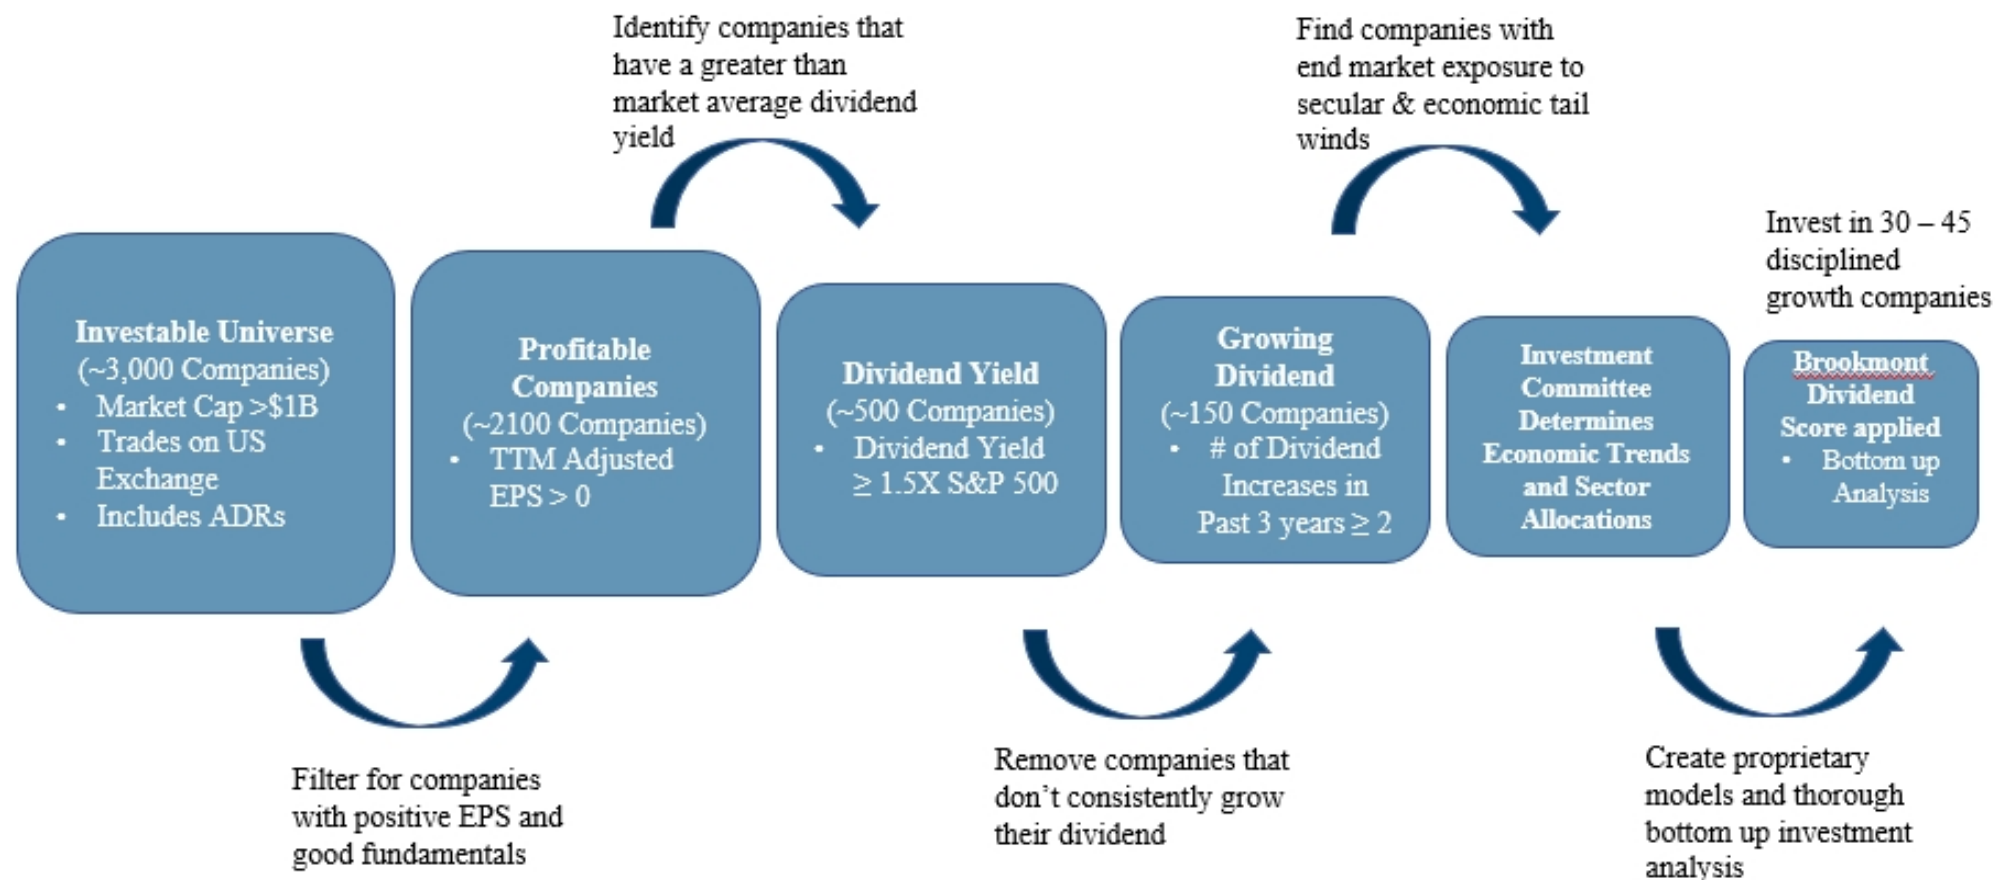 Identify companies that
have a greater than
market average dividend
yield
Find companies with
end market exposure to
secular & economic tail
winds
Invest in 30 – 45
disciplined
growth companies
Investable Universe
(~3,000 Companies)
• Market Cap >$1B
• Trades on US
Exchange
• Includes ADRs
Profitable
Companies
(~2100 Companies)
• TTM Adjusted
EPS > 0
Dividend Yield
(~500 Companies)
• Dividend Yield
≥ 1.5X S&P 500
Growing
Dividend
(~150 Companies)
• # of Dividend
Increases in
Past 3 years ≥ 2
Investment
Committee
Determines
Economic Trends
and Sector
Allocations
Brookmont
Dividend
Score applied
• Bottom up
Analysis
Filter for companies
with positive EPS and
good fundamentals
Remove companies that
don’t consistently grow
their dividend
Create proprietary
models and thorough
bottom up investment
analysis